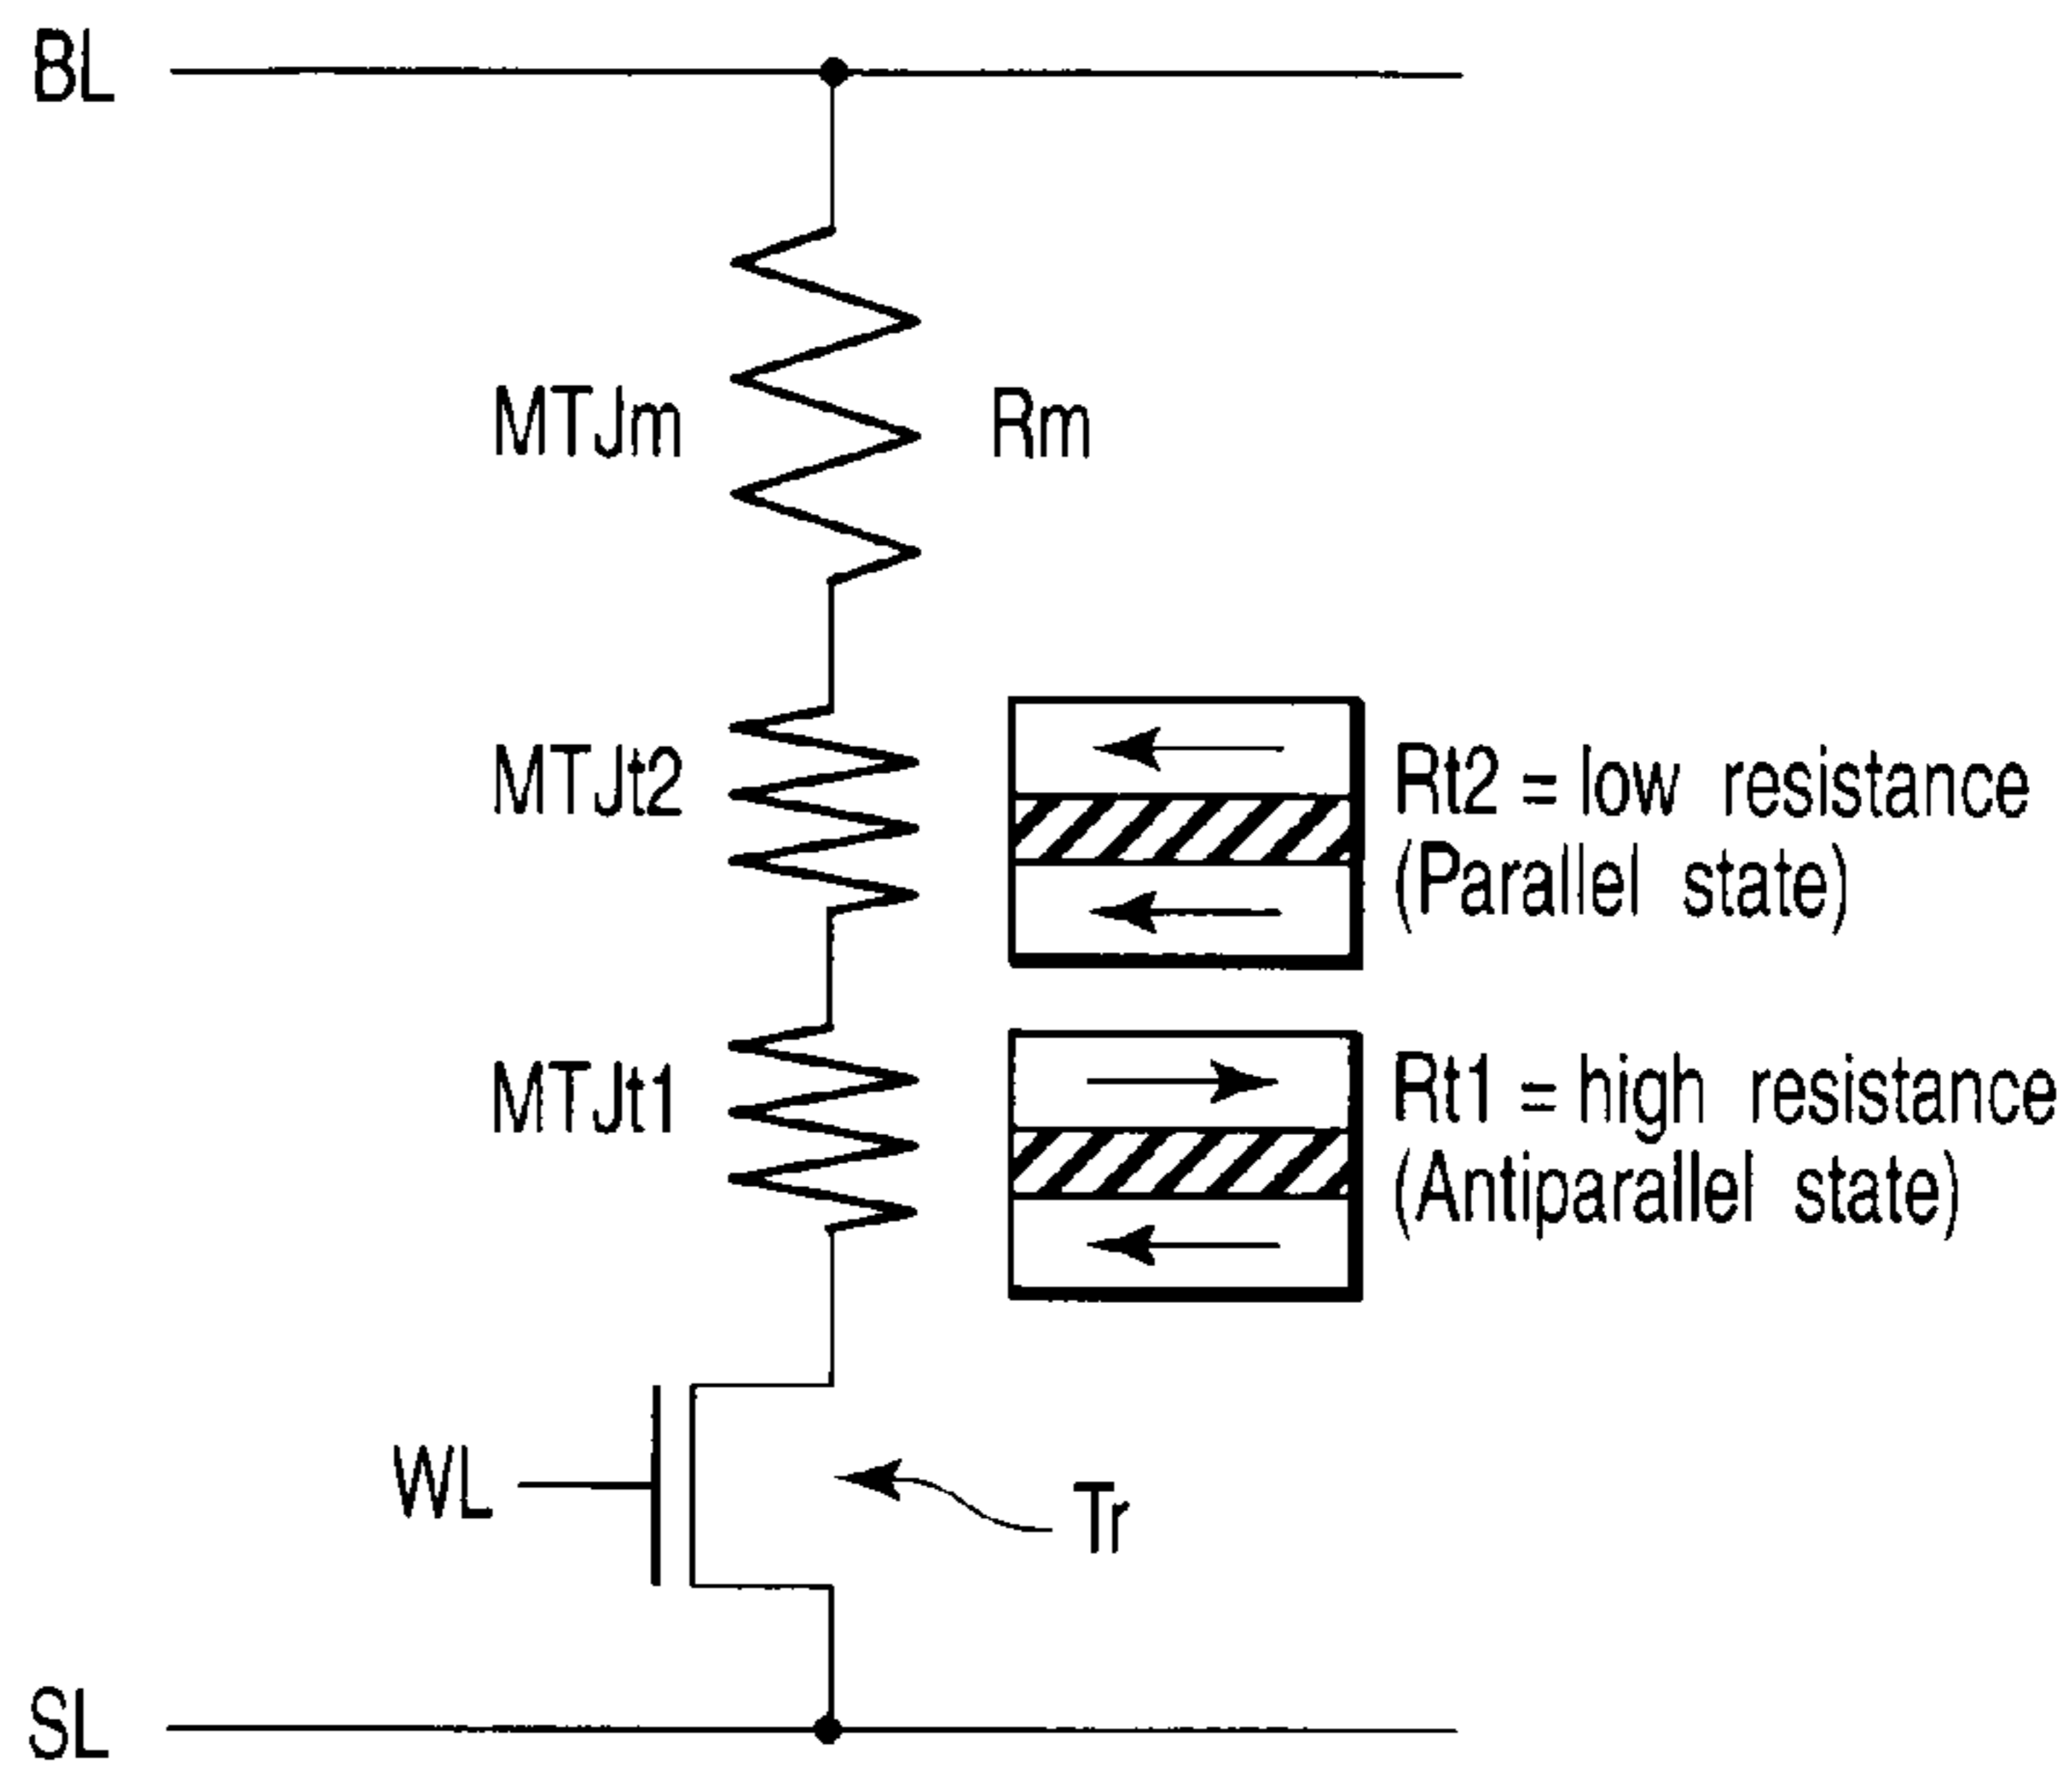 BL
MTJm
Rm
MTJt2
Rt2 = low resistance
(Parallel state)
MTJt1
Rt1 = high resistance
(Antiparallel state)
WL
Tr
SL